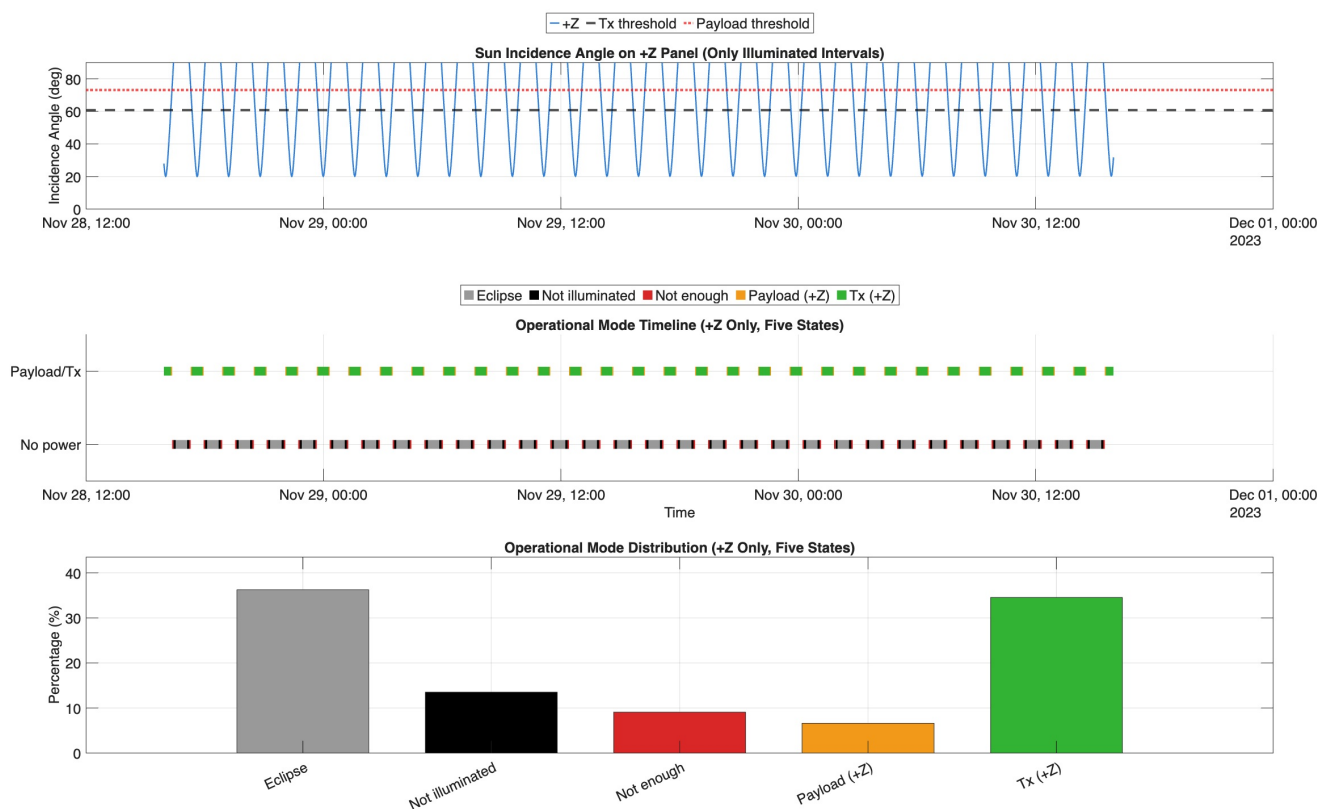 +Z Tx threshold Payload threshold
Sun Incidence Angle on +Z Panel (Only Illuminated Intervals)
Incidence Angle (deg)
80
60
40
20
0
Nov 28, 12:00 Nov 29, 00:00 Nov 29, 12:00 Nov 30, 00:00 Nov 30, 12:00 Dec 01, 00:00
2023
Eclipse Not illuminated Not enough Payload (+Z) Tx (+Z)
Operational Mode Timeline (+Z Only, Five States)
Payload/Tx
No power
Nov 28, 12:00 Nov 29, 00:00 Nov 29, 12:00 Nov 30, 00:00 Nov 30, 12:00 Dec 01, 00:00
Time
2023
Operational Mode Distribution (+Z Only, Five States)
Percentage (%)
40
30
20
10
0
Eclipse Not illuminated Not enough Payload (+Z) Tx (+Z)